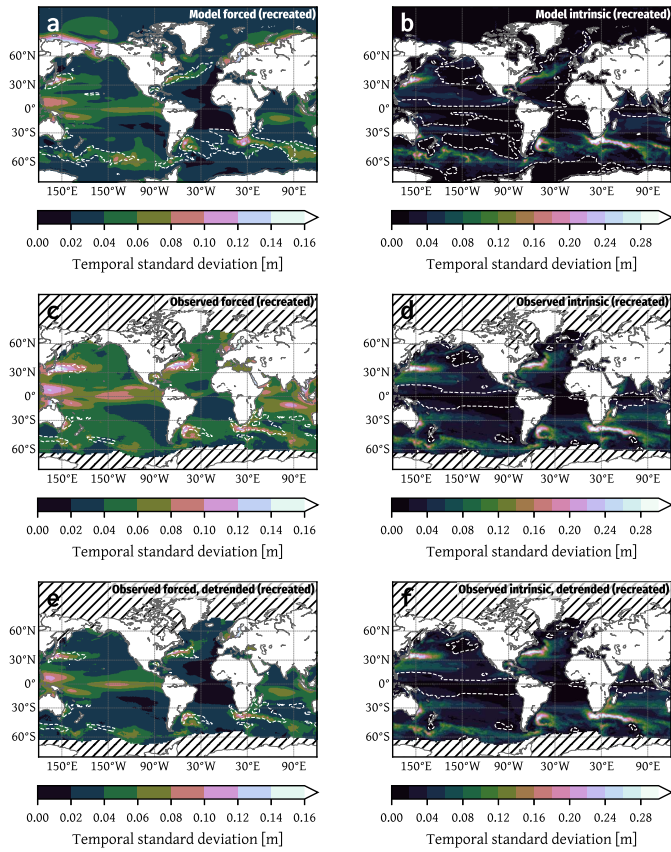 a
Model forced (recreated)
60°N
30°N
0°
30°S
60°S
150°E
150°W
90°W
30°W
30°E
90°E
0.00 0.02 0.04 0.06 0.08 0.10 0.12 0.14 0.16
Temporal standard deviation [m]
b
Model intrinsic (recreated)
60°N
30°N
0°
30°S
60°S
150°E
150°W
90°W
30°W
30°E
90°E
0.00 0.04 0.08 0.12 0.16 0.20 0.24 0.28
Temporal standard deviation [m]
c
Observed forced (recreated)
60°N
30°N
0°
30°S
60°S
150°E
150°W
90°W
30°W
30°E
90°E
0.00 0.02 0.04 0.06 0.08 0.10 0.12 0.14 0.16
Temporal standard deviation [m]
d
Observed intrinsic (recreated)
60°N
30°N
0°
30°S
60°S
150°E
150°W
90°W
30°W
30°E
90°E
0.00 0.04 0.08 0.12 0.16 0.20 0.24 0.28
Temporal standard deviation [m]
e
Observed forced, detrended (recreated)
60°N
30°N
0°
30°S
60°S
150°E
150°W
90°W
30°W
30°E
90°E
0.00 0.02 0.04 0.06 0.08 0.10 0.12 0.14 0.16
Temporal standard deviation [m]
f
Observed intrinsic, detrended (recreated)
60°N
30°N
0°
30°S
60°S
150°E
150°W
90°W
30°W
30°E
90°E
0.00 0.04 0.08 0.12 0.16 0.20 0.24 0.28
Temporal standard deviation [m]